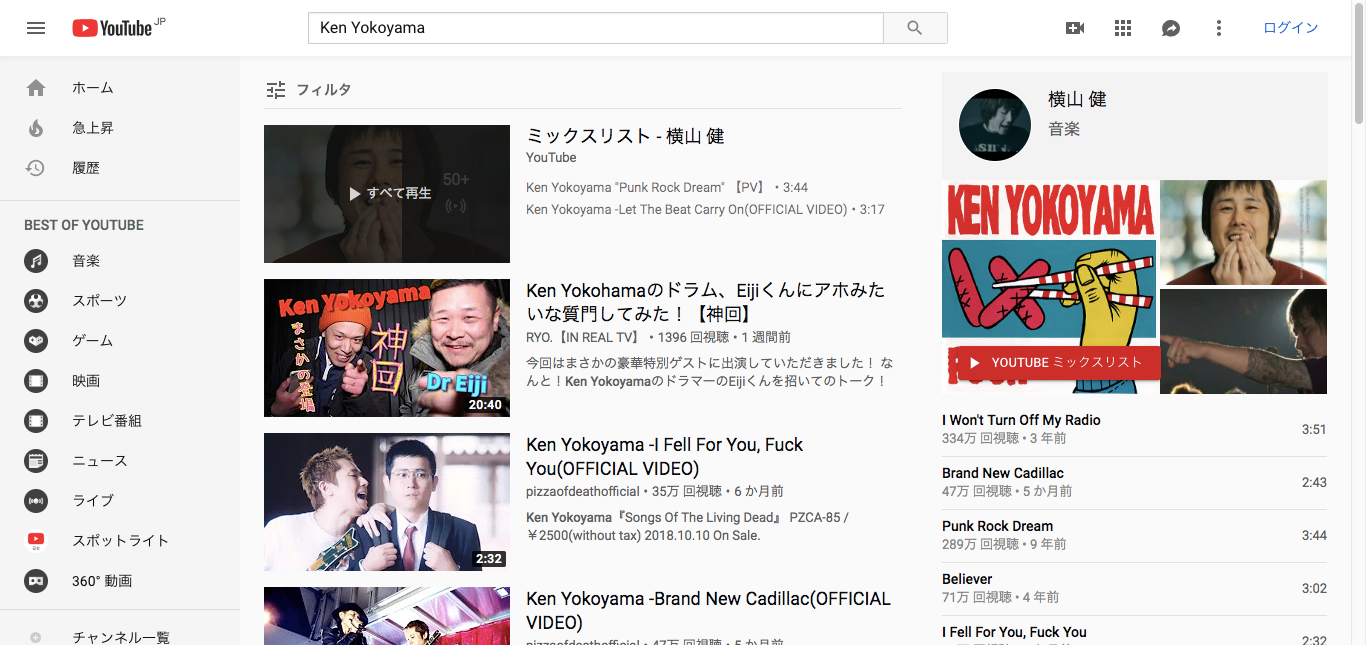 YouTube JP
Ken Yokoyama
ログイン
ホーム
急上昇
履歴
BEST OF YOUTUBE
音楽
スポーツ
ゲーム
映画
テレビ番組
ニュース
ライブ
スポットライト
360° 動画
チャンネル一覧
フィルタ
すべて再生
50+
ミックスリスト - 横山 健
YouTube
Ken Yokoyama "Punk Rock Dream" 【PV】 • 3:44
Ken Yokoyama -Let The Beat Carry On(OFFICIAL VIDEO) • 3:17
Ken Yokoyama
まさかの登場
神回
Dr Eiji
20:40
Ken Yokohamaのドラム、Eijiくんにアホみた
いな質門してみた！【神回】
RYO.【IN REAL TV】 • 1396 回視聴 • 1 週間前
今回はまさかの豪華特別ゲストに出演していただきました！ な
んと！Ken YokoyamaのドラマーのEijiくんを招いてのトーク！
2:32
Ken Yokoyama -I Fell For You, Fuck
You(OFFICIAL VIDEO)
pizzaofdeathofficial • 35万 回視聴 • 6 か月前
Ken Yokoyama『Songs Of The Living Dead』 PZCA-85 /
￥2500(without tax) 2018.10.10 On Sale.
Ken Yokoyama -Brand New Cadillac(OFFICIAL
VIDEO)
pizzaofdeathofficial • 47万 回視聴 • 5 か月前
横山 健
音楽
KEN YOKOYAMA
YOUTUBE ミックスリスト
I Won't Turn Off My Radio
334万 回視聴 • 3 年前
3:51
Brand New Cadillac
47万 回視聴 • 5 か月前
2:43
Punk Rock Dream
289万 回視聴 • 9 年前
3:44
Believer
71万 回視聴 • 4 年前
3:02
I Fell For You, Fuck You
2:32